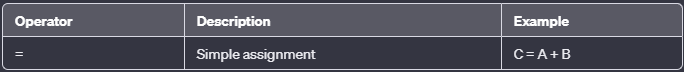 Operator Description Example
= Simple assignment C = A + B